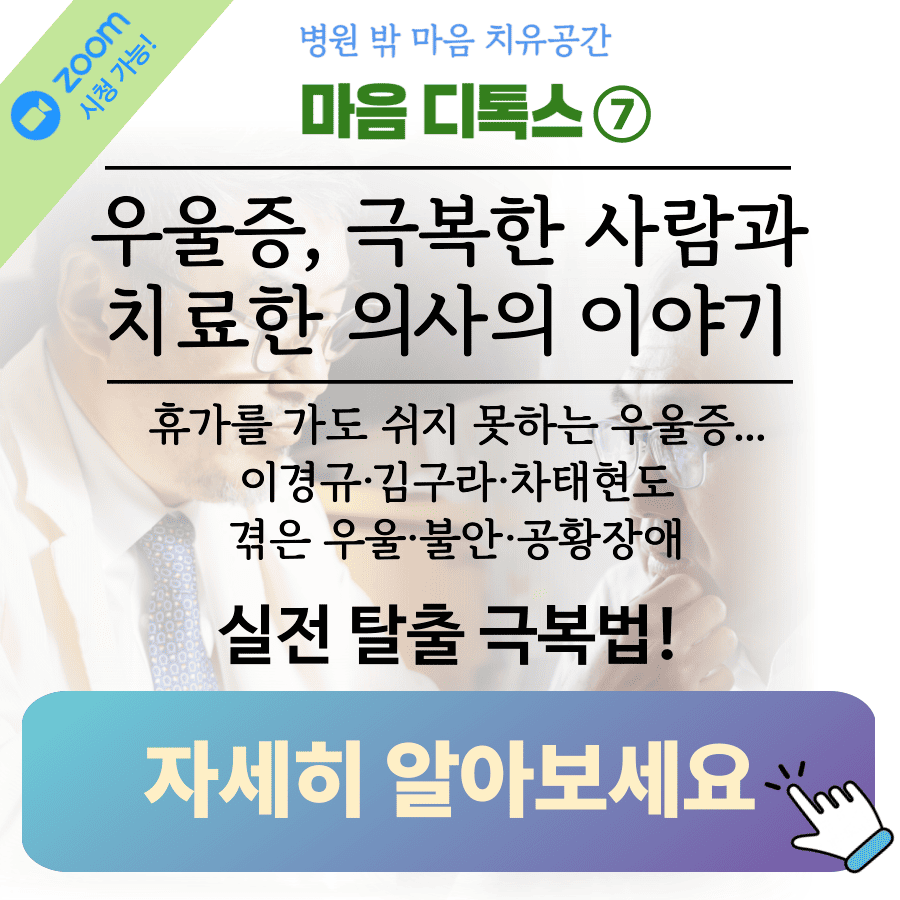 zoom
시청 가능!
병원 밖 마음 치유공간
마음 디톡스 ⑦
우울증, 극복한 사람과
치료한 의사의 이야기
휴가를 가도 쉬지 못하는 우울증...
이경규·김구라·차태현도
겪은 우울·불안·공황장애
실전 탈출 극복법!
자세히 알아보세요